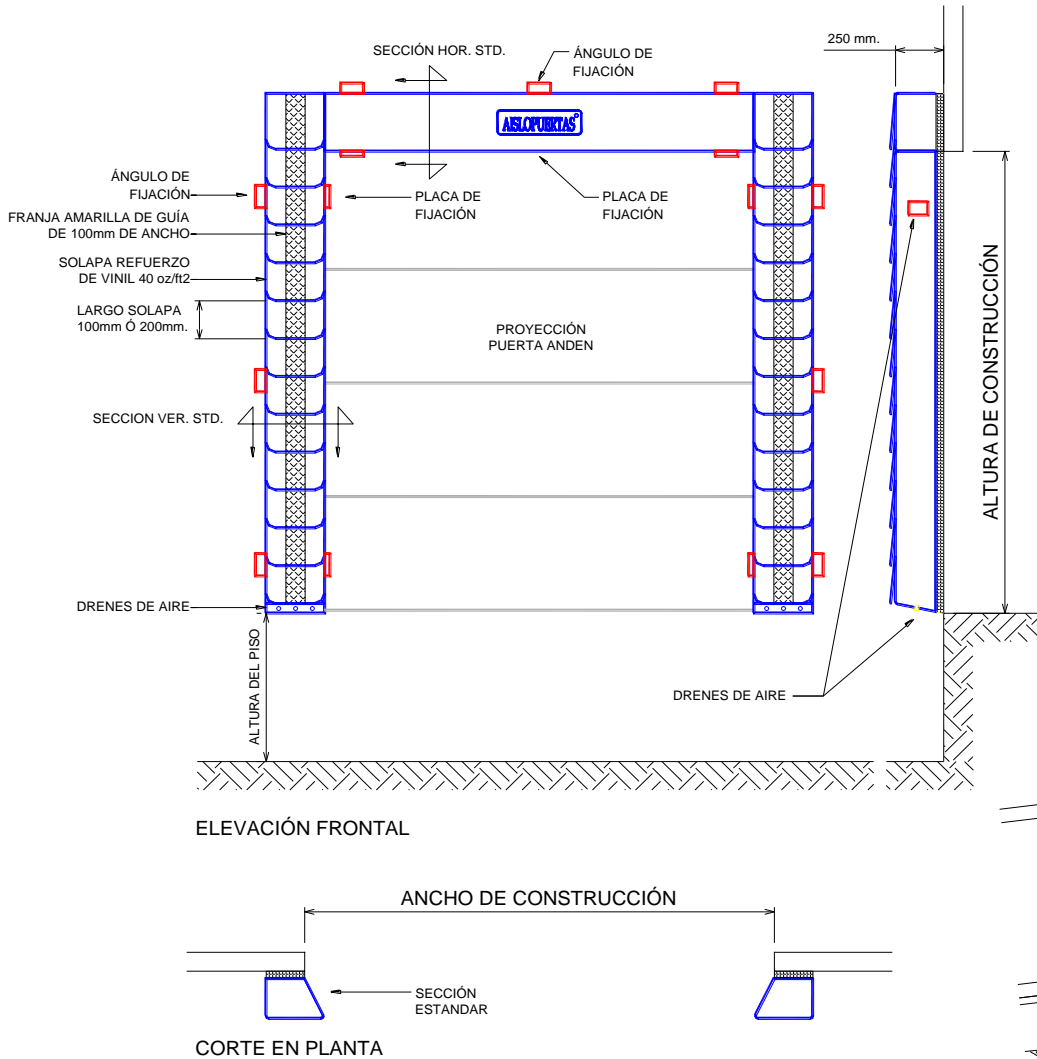 250 mm.
SECCIÓN HOR. STD.
ÁNGULO DE
FIJACIÓN
AISLOPUERTAS
ÁNGULO DE
FIJACIÓN
PLACA DE
FIJACIÓN
PLACA DE
FIJACIÓN
FRANJA AMARILLA DE GUÍA
DE 100mm DE ANCHO
SOLAPA REFUERZO
DE VINIL 40 oz/ft2
LARGO SOLAPA
100mm Ó 200mm.
PROYECCIÓN
PUERTA ANDEN
ALTURA DE CONSTRUCCIÓN
SECCION VER. STD.
DRENES DE AIRE
ALTURA DEL PISO
DRENES DE AIRE
ELEVACIÓN FRONTAL
ANCHO DE CONSTRUCCIÓN
SECCIÓN
ESTANDAR
CORTE EN PLANTA